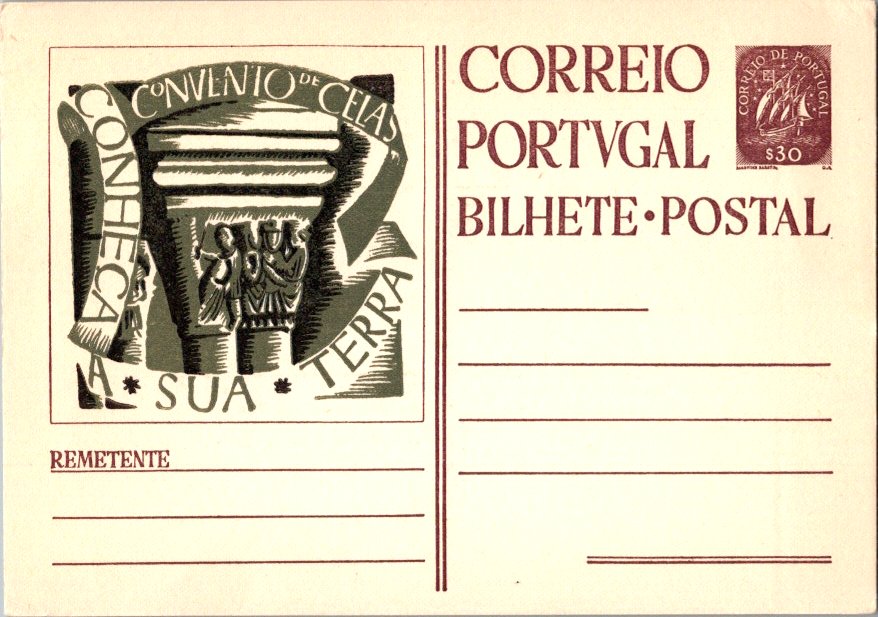 CONVENTO DE CELAS
CONHEÇA A * SUA * TERRA
REMETENTE
CORREIO
PORTVGAL
BILHETE•POSTAL
CORREIO DE PORTUGAL
$30